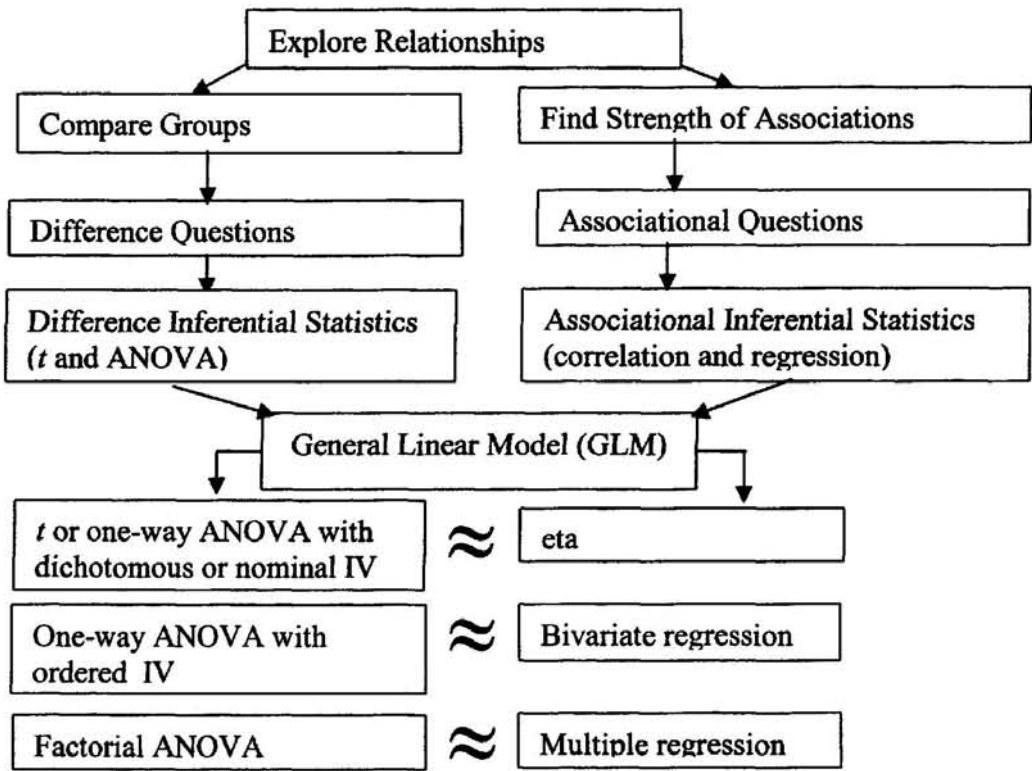 Explore Relationships
Compare Groups
Find Strength of Associations
Difference Questions
Associational Questions
Difference Inferential Statistics
(t and ANOVA)
Associational Inferential Statistics
(correlation and regression)
General Linear Model (GLM)
t or one-way ANOVA with
dichotomous or nominal IV
≈
eta
One-way ANOVA with
ordered IV
≈
Bivariate regression
Factorial ANOVA
≈
Multiple regression